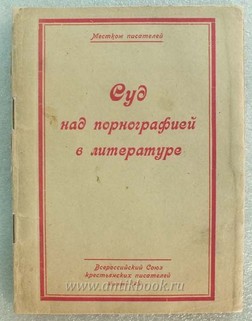 Местком писателей
Суд
над порнографией
в литературе
Всероссийский Союз
крестьянских писателей
www.antikbook.ru